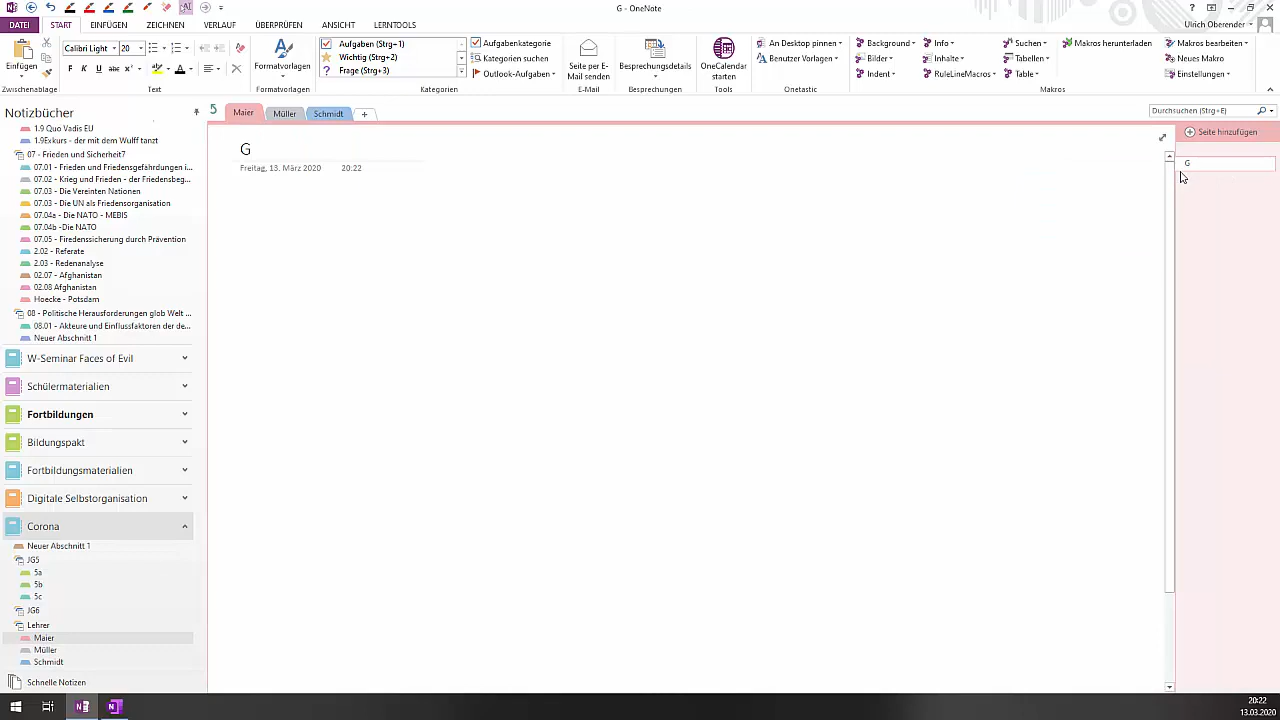 G - OneNote
DATEI START EINFÜGEN ZEICHNEN VERLAUF ÜBERPRÜFEN ANSICHT LERNTOOLS
Ulrich Oberender
Einfügen
Zwischenablage
Calibri Light 20
F K U abc x
Text
Formatvorlagen
Formatvorlagen
Aufgaben (Strg+1)
Wichtig (Strg+2)
Frage (Strg+3)
Aufgabenkategorie
Kategorien suchen
Outlook-Aufgaben
Kategorien
Seite per E-
Mail senden
E-Mail
Besprechungsdetails
Besprechungen
OneCalendar
starten
Tools
An Desktop pinnen
Benutzer Vorlagen
Onetastic
Background
Bilder
Indent
Info
Inhalte
RuleLineMacros
Suchen
Tabellen
Table
Makros herunterladen
Makros bearbeiten
Neues Makro
Einstellungen
Makros
Notizbücher
Maier Müller Schmidt
Durchsuchen (Strg+E)
Seite hinzufügen
G
G
Freitag, 13. März 2020 20:22
1.9 Quo Vadis EU
1.9Exkurs - der mit dem Wulff tanzt
07 - Frieden und Sicherheit?
07.01 - Frieden und Friedensgefährdungen i...
07.02 - Krieg und Frieden - der Friedensbeg...
07.03 - Die Vereinten Nationen
07.03 - Die UN als Friedensorganisation
07.04a - Die NATO - MEBIS
07.04b -Die NATO
07.05 - Firedenssicherung durch Prävention
2.02 - Referate
2.03 - Redenanalyse
02.07 - Afghanistan
02.08 Afghanistan
Hoecke - Potsdam
08 - Politische Herausforderungen glob Welt ...
08.01 - Akteure und Einflussfaktoren der de...
Neuer Abschnitt 1
W-Seminar Faces of Evil
Schülermaterialien
Fortbildungen
Bildungspakt
Fortbildungsmaterialien
Digitale Selbstorganisation
Corona
Neuer Abschnitt 1
JG5
5a
5b
5c
JG6
Lehrer
Maier
Müller
Schmidt
Schnelle Notizen
20:22
13.03.2020